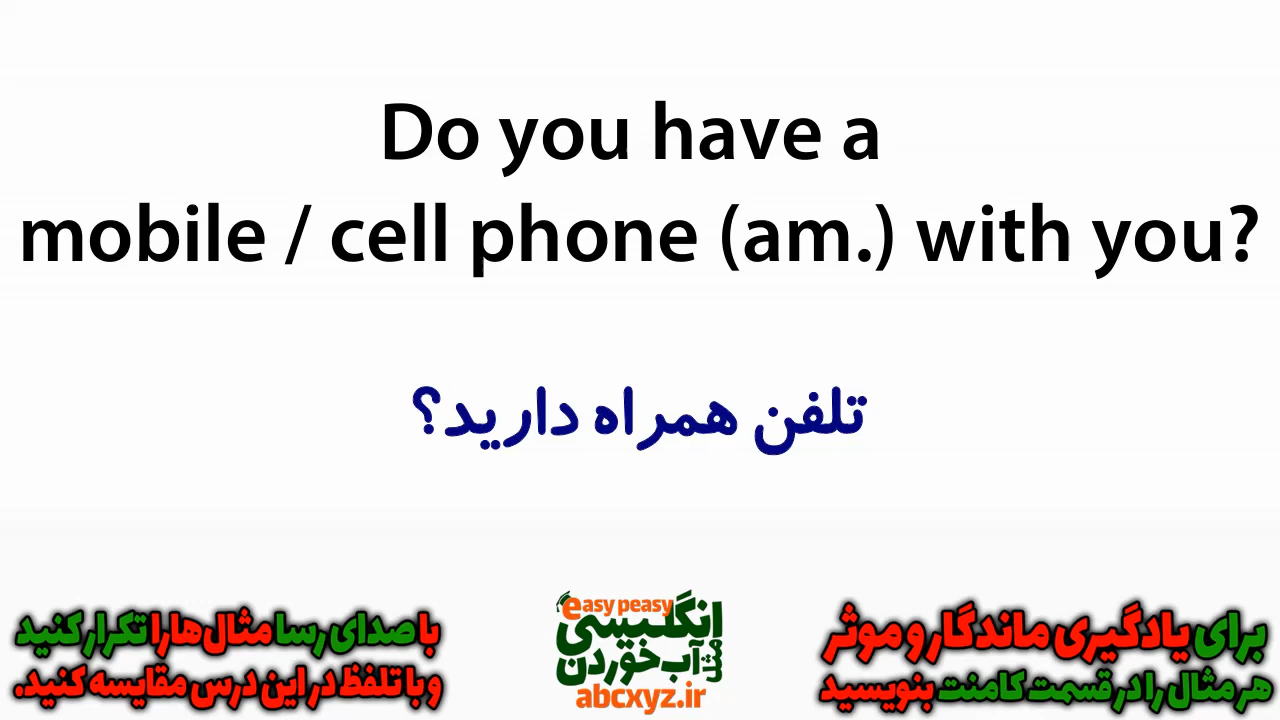 Do you have a
mobile / cell phone (am.) with you?
تلفن همراه دارید؟
برای یادگیری ماندگار و موثر
هر مثال را در قسمت کامنت بنویسید
easy peasy
انگلیسی
مثل آب خوردن
abcxyz.ir
با صدای رسا مثال‌ها را تکرار کنید
و با تلفظ در این درس مقایسه کنید.